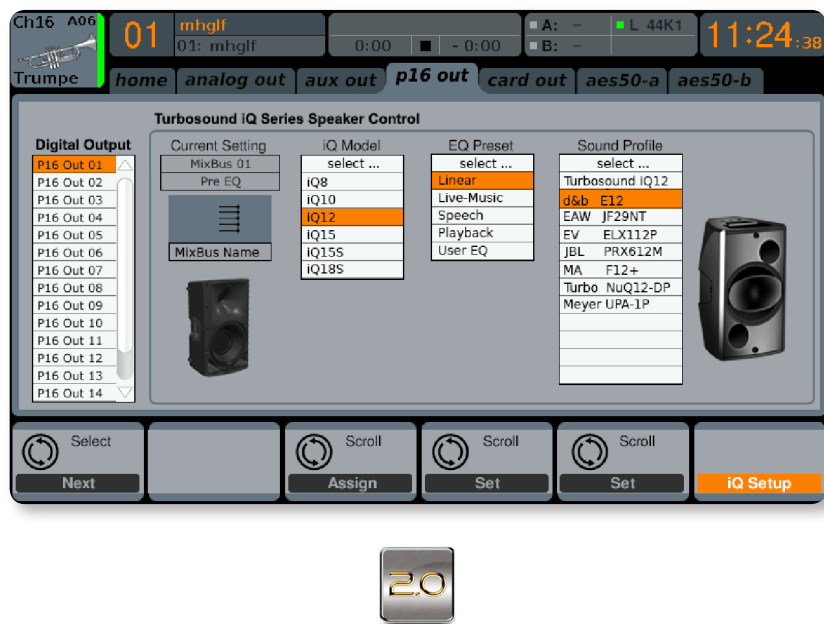 Ch16 A06
Trumpe
01
mhglf
01: mhglf
0:00 - 0:00
A: -
B: -
L 44K1
11:24:38
home analog out aux out p16 out card out aes50-a aes50-b
Turbosound iQ Series Speaker Control
Digital Output
P16 Out 01
P16 Out 02
P16 Out 03
P16 Out 04
P16 Out 05
P16 Out 06
P16 Out 07
P16 Out 08
P16 Out 09
P16 Out 10
P16 Out 11
P16 Out 12
P16 Out 13
P16 Out 14
Current Setting
MixBus 01
Pre EQ
MixBus Name
iQ Model
select ...
iQ8
iQ10
iQ12
iQ15
iQ15S
iQ18S
EQ Preset
select ...
Linear
Live-Music
Speech
Playback
User EQ
Sound Profile
select ...
Turbosound iQ12
d&b E12
EAW JF29NT
EV ELX112P
JBL PRX612M
MA F12+
Turbo NuQ12-DP
Meyer UPA-1P
Select
Next
Scroll
Assign
Scroll
Set
Scroll
Set
iQ Setup
2.0